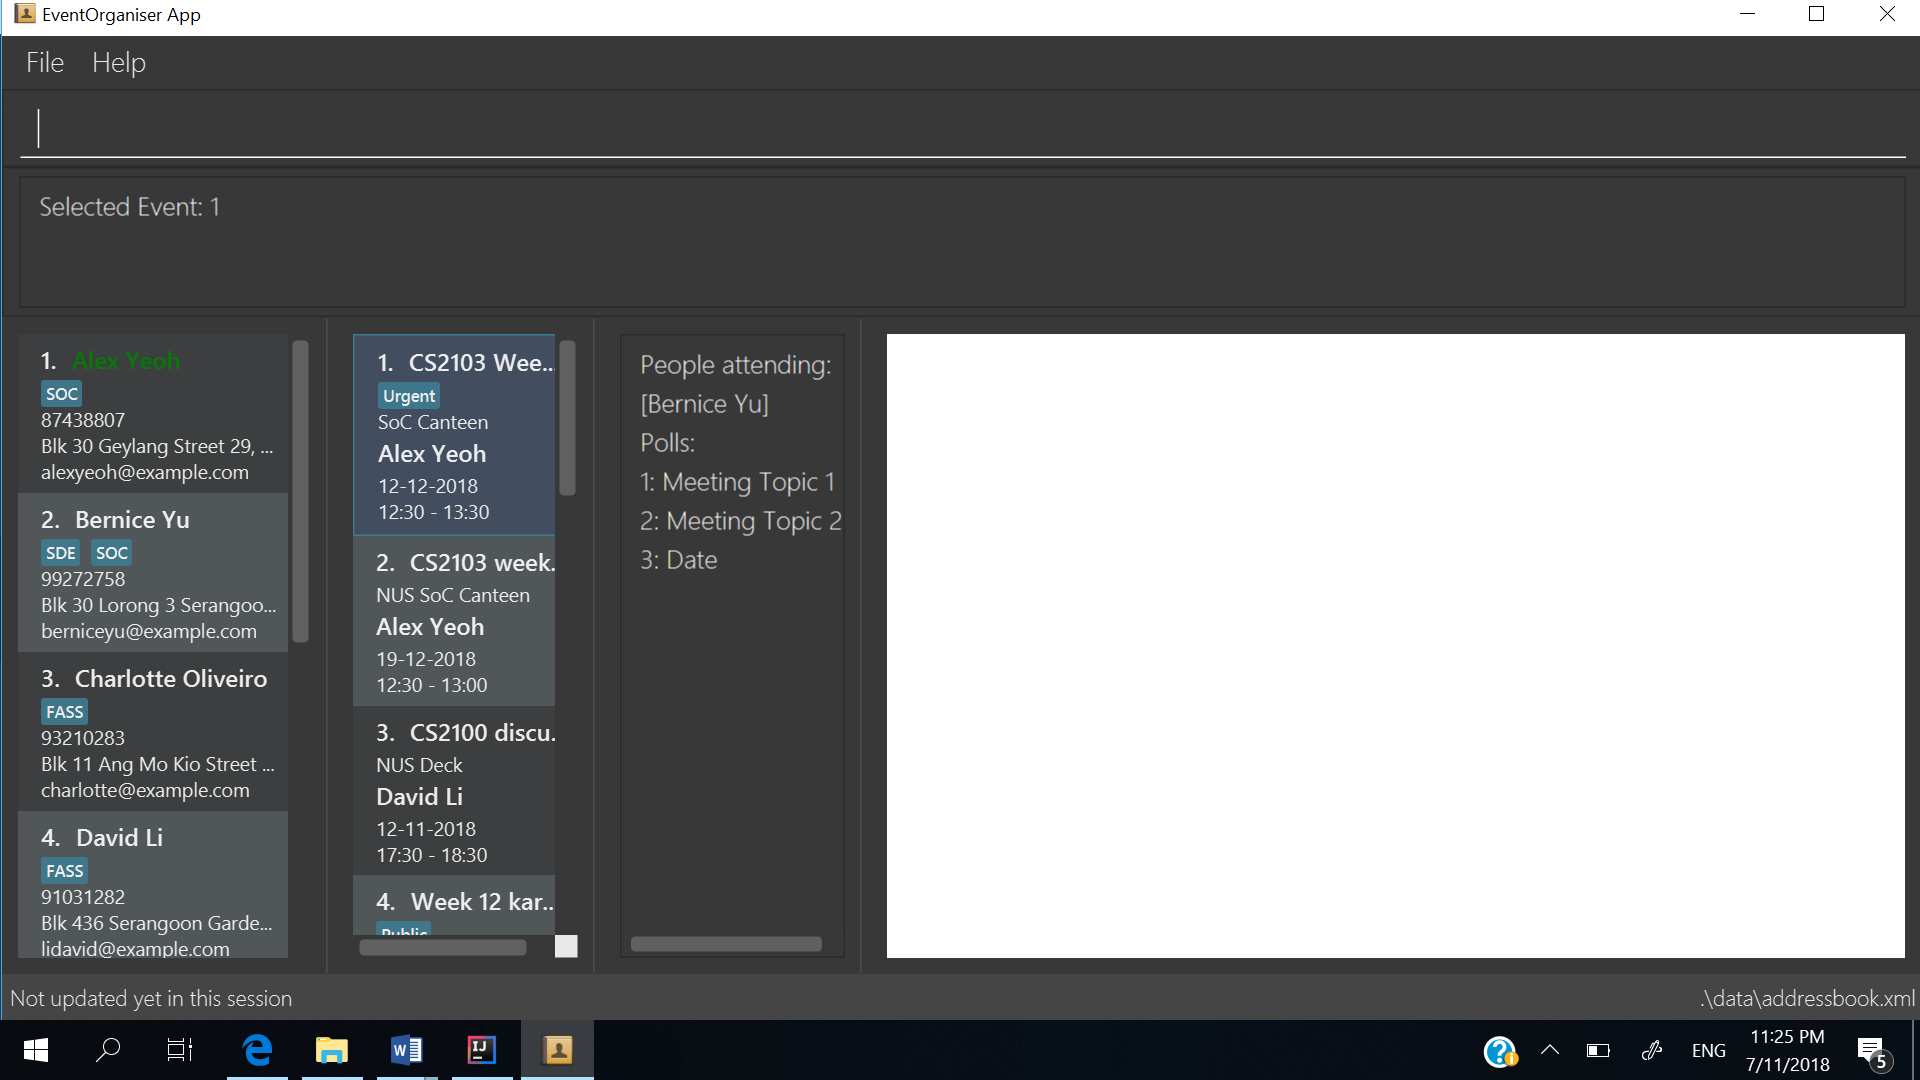 EventOrganiser App
File Help
Selected Event: 1
1. Alex Yeoh
SOC
87438807
Blk 30 Geylang Street 29, ...
alexyeoh@example.com
2. Bernice Yu
SDE SOC
99272758
Blk 30 Lorong 3 Serangoo...
berniceyu@example.com
3. Charlotte Oliveiro
FASS
93210283
Blk 11 Ang Mo Kio Street ...
charlotte@example.com
4. David Li
FASS
91031282
Blk 436 Serangoon Garde...
lidavid@example.com
1. CS2103 Wee...
Urgent
SoC Canteen
Alex Yeoh
12-12-2018
12:30 - 13:30
2. CS2103 week.
NUS SoC Canteen
Alex Yeoh
19-12-2018
12:30 - 13:00
3. CS2100 discu.
NUS Deck
David Li
12-11-2018
17:30 - 18:30
4. Week 12 kar...
Public
People attending:
[Bernice Yu]
Polls:
1: Meeting Topic 1
2: Meeting Topic 2
3: Date
Not updated yet in this session
.\data\addressbook.xml
ENG
11:25 PM
7/11/2018
5